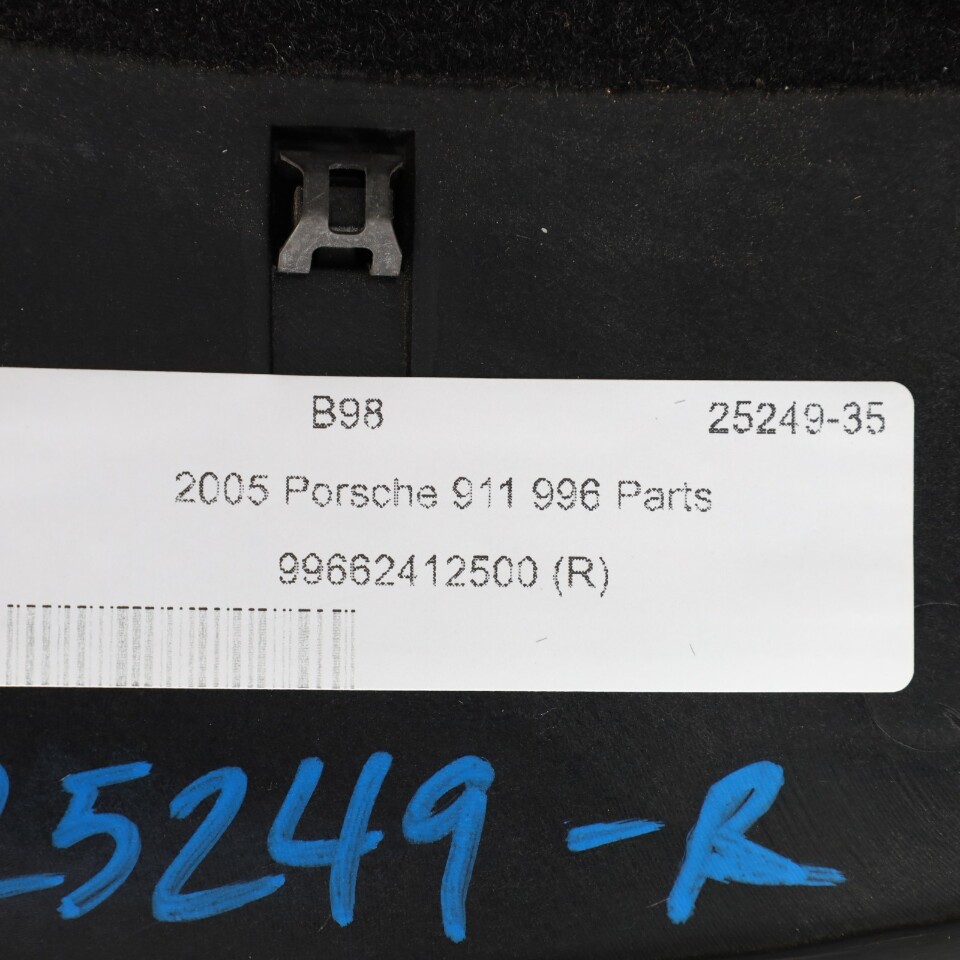 B98 25249-35
2005 Porsche 911 996 Parts
99662412500 (R)
25249-R